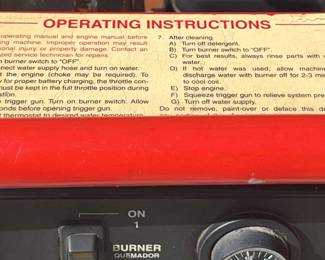 OPERATING INSTRUCTIONS
operating manual and engine manual before
ing machine. Improper operation may result
sonal injury or property damage. Contact an
zed service technician for repairs
n burner switch to "OFF".
nect water supply hose and turn on water.
t the engine (choke may be required). To
for proper battery charging, the throttle con-
must be kept in the full throttle position during
ation.
e trigger gun. Turn on burner switch. Allow
onds before opening trigger gun.
t thermostat to desired water temperature
7. After cleaning
A) Turn off detergent.
B) Turn burner switch to "OFF".
C) For best results, always rinse parts with c
water.
D) If hot water was used, allow machine
discharge water with burner off for 2-3 min
to cool coil.
E) Stop engine.
F) Squeeze trigger gun to relieve system pre
G) Turn off water supply.
Do not remove, paint-over or deface this de
ON
1
BURNER
QUEMADOR